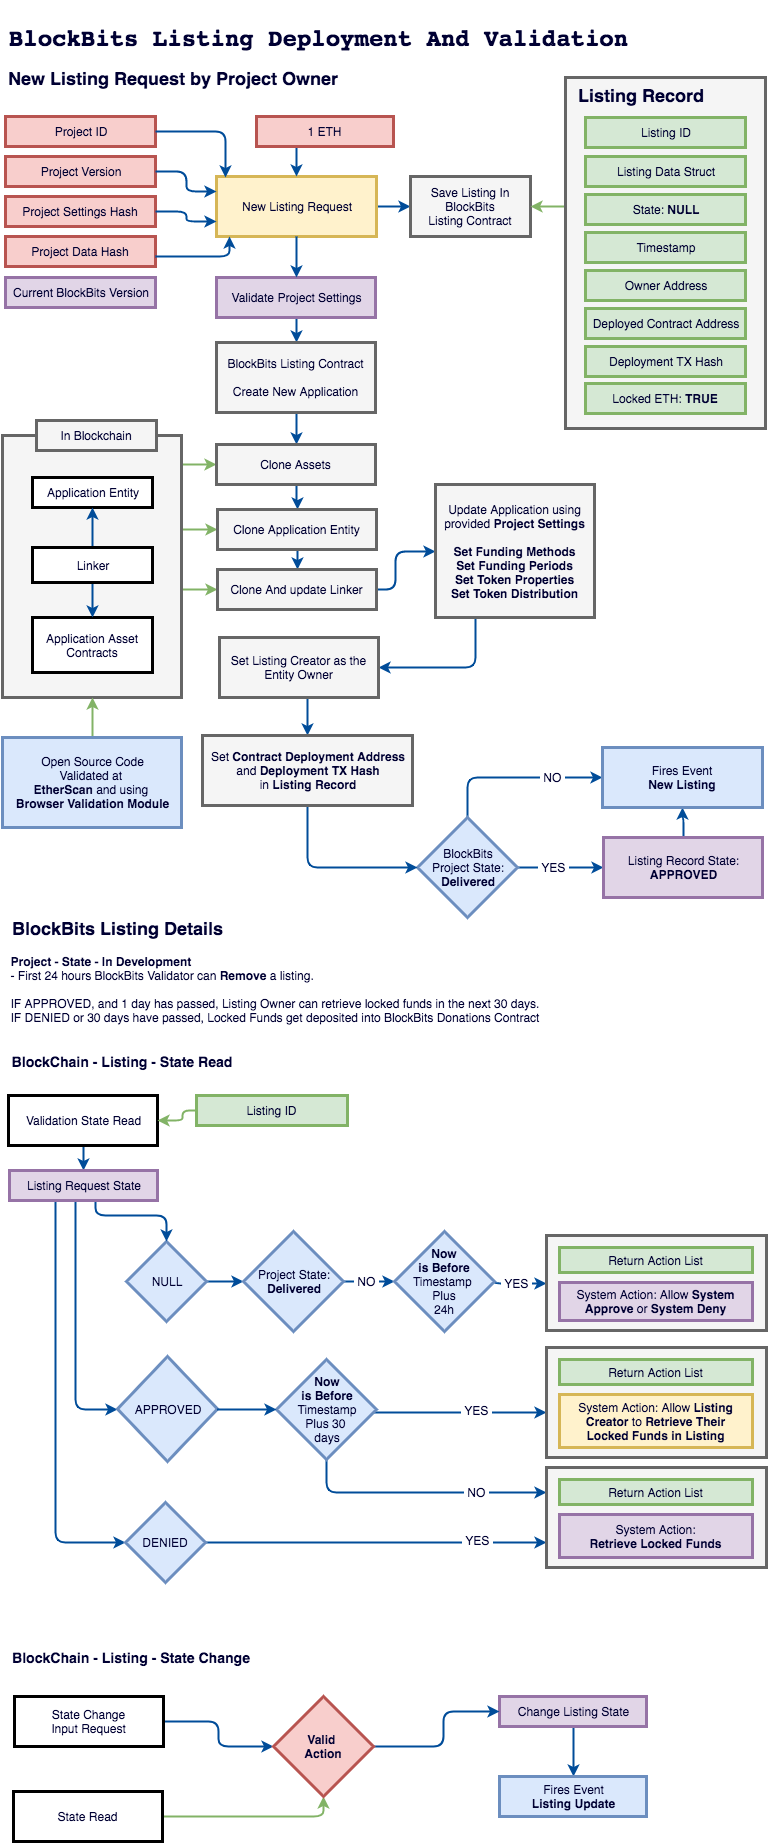 BlockBits Listing Deployment And Validation
New Listing Request by Project Owner
Project ID
Project Version
Project Settings Hash
Project Data Hash
Current BlockBits Version
1 ETH
New Listing Request
Save Listing In
BlockBits
Listing Contract
Listing Record
Listing ID
Listing Data Struct
State: NULL
Timestamp
Owner Address
Deployed Contract Address
Deployment TX Hash
Locked ETH: TRUE
Validate Project Settings
BlockBits Listing Contract
Create New Application
In Blockchain
Application Entity
Linker
Application Asset
Contracts
Clone Assets
Clone Application Entity
Clone And update Linker
Update Application using
provided Project Settings
Set Funding Methods
Set Funding Periods
Set Token Properties
Set Token Distribution
Set Listing Creator as the
Entity Owner
Open Source Code
Validated at
EtherScan and using
Browser Validation Module
Set Contract Deployment Address
and Deployment TX Hash
in Listing Record
BlockBits
Project State:
Delivered
NO
YES
Fires Event
New Listing
Listing Record State:
APPROVED
BlockBits Listing Details
Project - State - In Development
- First 24 hours BlockBits Validator can Remove a listing.
IF APPROVED, and 1 day has passed, Listing Owner can retrieve locked funds in the next 30 days.
IF DENIED or 30 days have passed, Locked Funds get deposited into BlockBits Donations Contract
BlockChain - Listing - State Read
Validation State Read
Listing ID
Listing Request State
NULL
Project State:
Delivered
NO
Now
is Before
Timestamp
Plus
24h
YES
Return Action List
System Action: Allow System
Approve or System Deny
APPROVED
Now
is Before
Timestamp
Plus 30
days
YES
Return Action List
System Action: Allow Listing
Creator to Retrieve Their
Locked Funds in Listing
NO
Return Action List
System Action:
Retrieve Locked Funds
DENIED
YES
BlockChain - Listing - State Change
State Change
Input Request
Valid
Action
Change Listing State
Fires Event
Listing Update
State Read